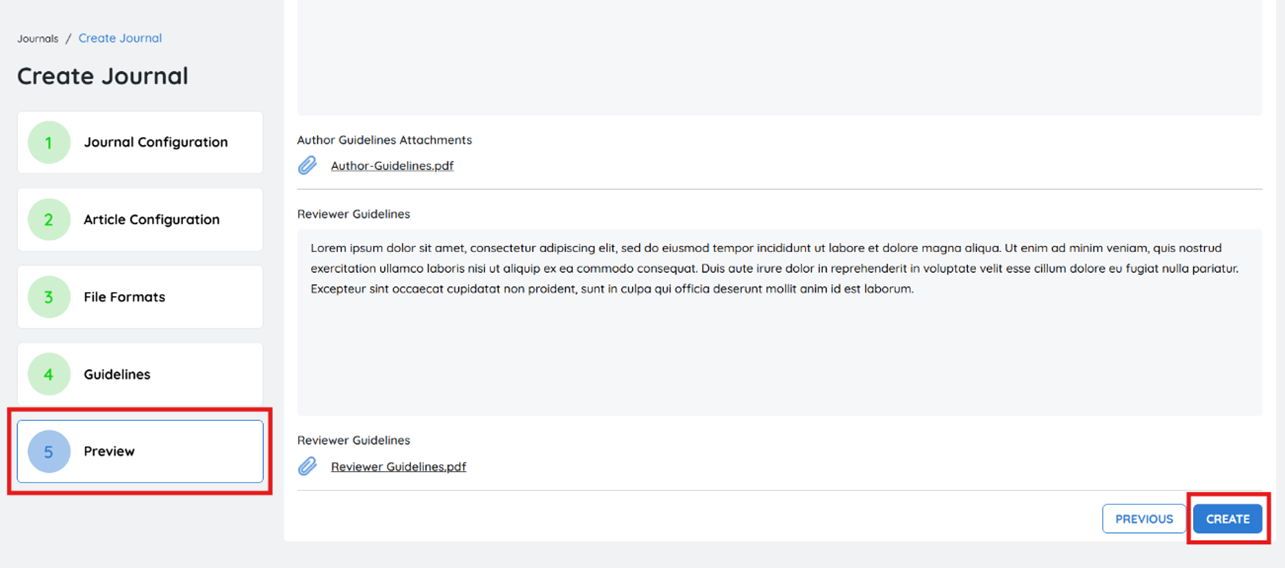 Journals / Create Journal
Create Journal
1 Journal Configuration
2 Article Configuration
3 File Formats
4 Guidelines
5 Preview
Author Guidelines Attachments
Author-Guidelines.pdf
Reviewer Guidelines
Lorem ipsum dolor sit amet, consectetur adipiscing elit, sed do eiusmod tempor incididunt ut labore et dolore magna aliqua. Ut enim ad minim veniam, quis nostrud
exercitation ullamco laboris nisi ut aliquip ex ea commodo consequat. Duis aute irure dolor in reprehenderit in voluptate velit esse cillum dolore eu fugiat nulla pariatur.
Excepteur sint occaecat cupidatat non proident, sunt in culpa qui officia deserunt mollit anim id est laborum.
Reviewer Guidelines
Reviewer Guidelines.pdf
PREVIOUS CREATE